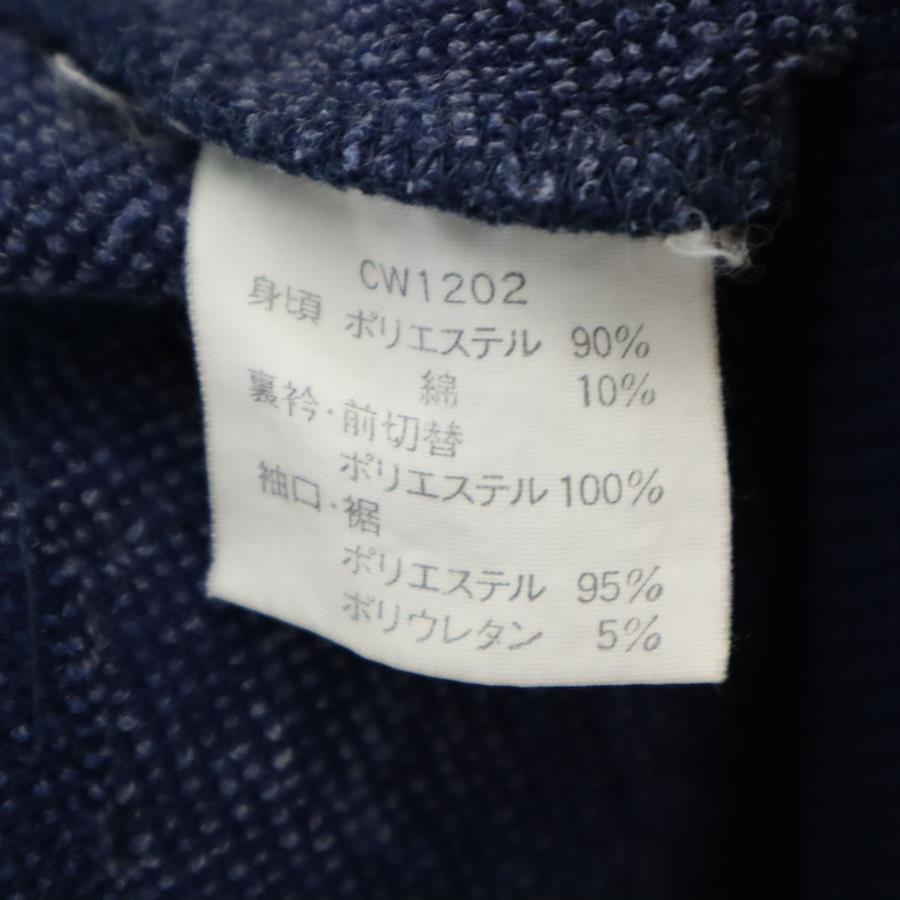 CW1202
身頃 ポリエステル 90%
綿 10%
裏衿・前切替
ポリエステル 100%
袖口・裾
ポリエステル 95%
ポリウレタン 5%